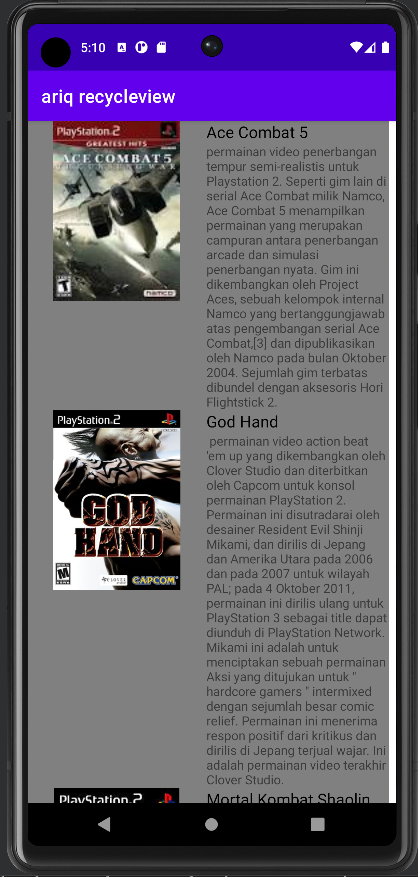 5:10
ariq recycleview
PlayStation.2
GREATEST HITS
ACE COMBAT 5
THE UNSUNG WAR
T
namco
Ace Combat 5
permainan video penerbangan
tempur semi-realistis untuk
Playstation 2. Seperti gim lain di
serial Ace Combat milik Namco,
Ace Combat 5 menampilkan
permainan yang merupakan
campuran antara penerbangan
arcade dan simulasi
penerbangan nyata. Gim ini
dikembangkan oleh Project
Aces, sebuah kelompok internal
Namco yang bertanggungjawab
atas pengembangan serial Ace
Combat,[3] dan dipublikasikan
oleh Namco pada bulan Oktober
2004. Sejumlah gim terbatas
dibundel dengan aksesoris Hori
Flightstick 2.
PlayStation.2
GOD
HAND
M
CAPCOM
God Hand
permainan video action beat
'em up yang dikembangkan oleh
Clover Studio dan diterbitkan
oleh Capcom untuk konsol
permainan PlayStation 2.
Permainan ini disutradarai oleh
desainer Resident Evil Shinji
Mikami, dan dirilis di Jepang
dan Amerika Utara pada 2006
dan pada 2007 untuk wilayah
PAL; pada 4 Oktober 2011,
permainan ini dirilis ulang untuk
PlayStation 3 sebagai title dapat
diunduh di PlayStation Network.
Mikami ini adalah untuk
menciptakan sebuah permainan
Aksi yang ditujukan untuk "
hardcore gamers " intermixed
dengan sejumlah besar comic
relief. Permainan ini menerima
respon positif dari kritikus dan
dirilis di Jepang terjual wajar. Ini
adalah permainan video terakhir
Clover Studio.
PlayStation.2
Mortal Kombat Shaolin